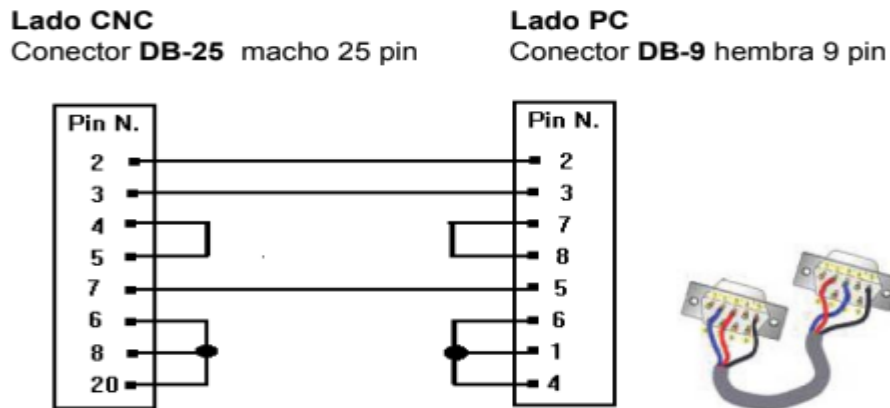 Lado CNC
Conector DB-25 macho 25 pin
Lado PC
Conector DB-9 hembra 9 pin
Pin N.
2
3
4
5
7
6
8
20
Pin N.
2
3
7
8
5
6
1
4